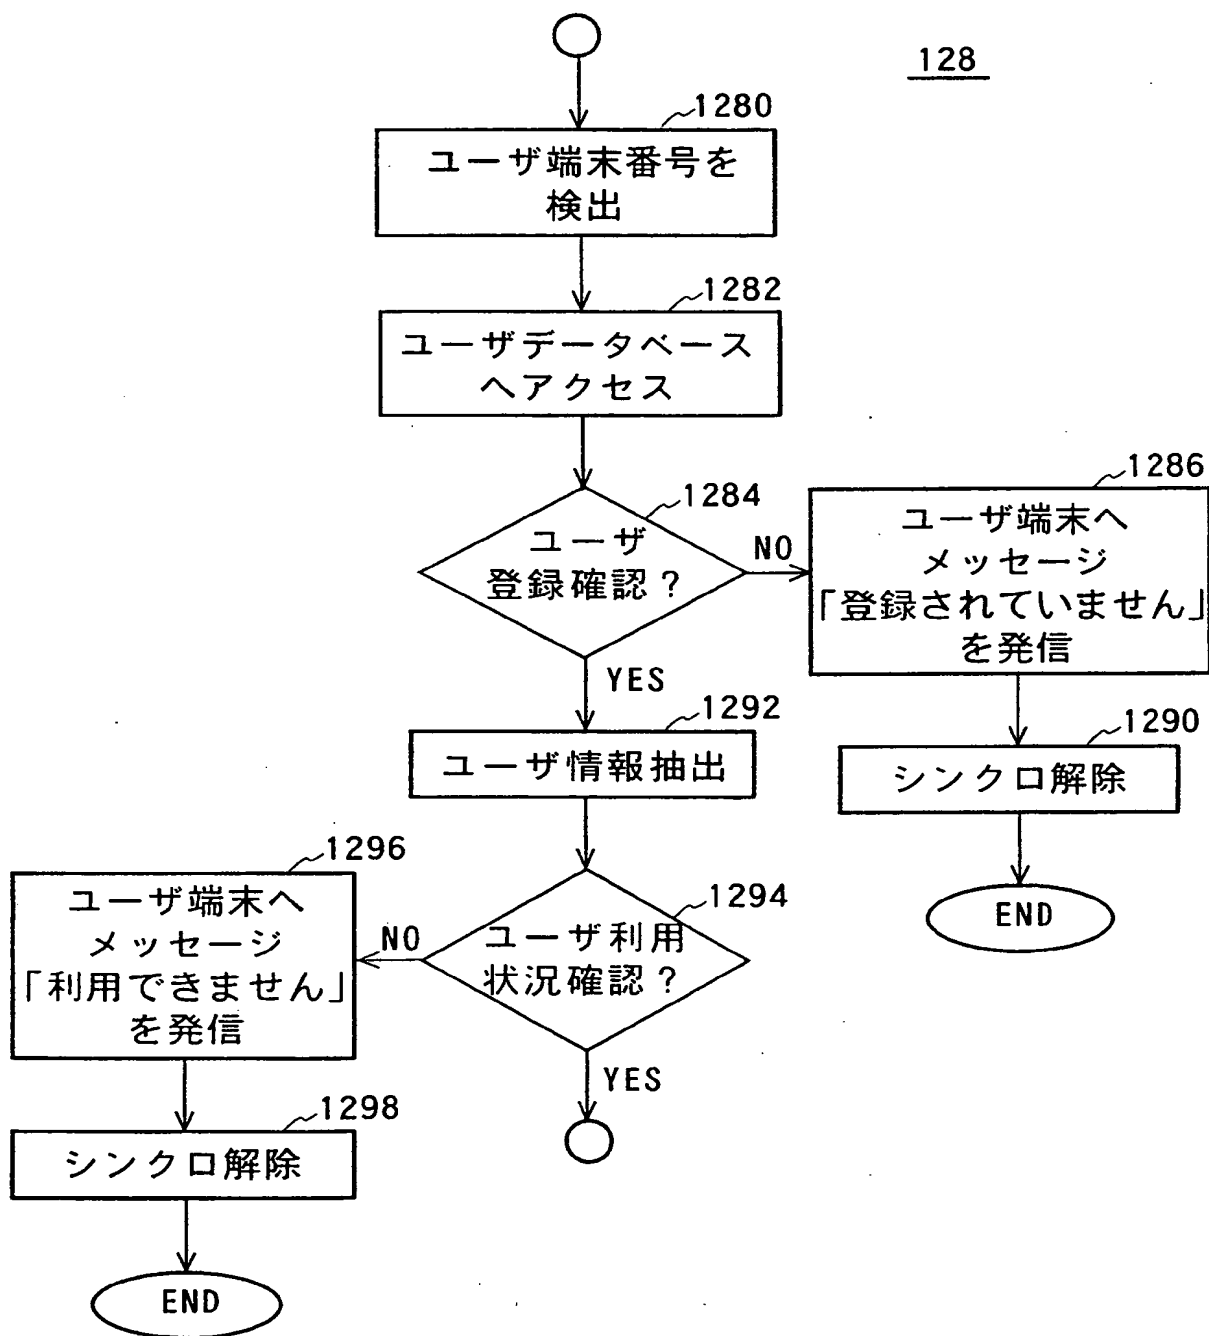 128
1280
ユーザ端末番号を
検出
1282
ユーザデータベース
へアクセス
1284
ユーザ
登録確認?
NO
YES
1286
ユーザ端末へ
メッセージ
「登録されていません」
を発信
1290
シンクロ解除
END
1292
ユーザ情報抽出
1294
ユーザ利用
状況確認?
NO
YES
1296
ユーザ端末へ
メッセージ
「利用できません」
を発信
1298
シンクロ解除
END